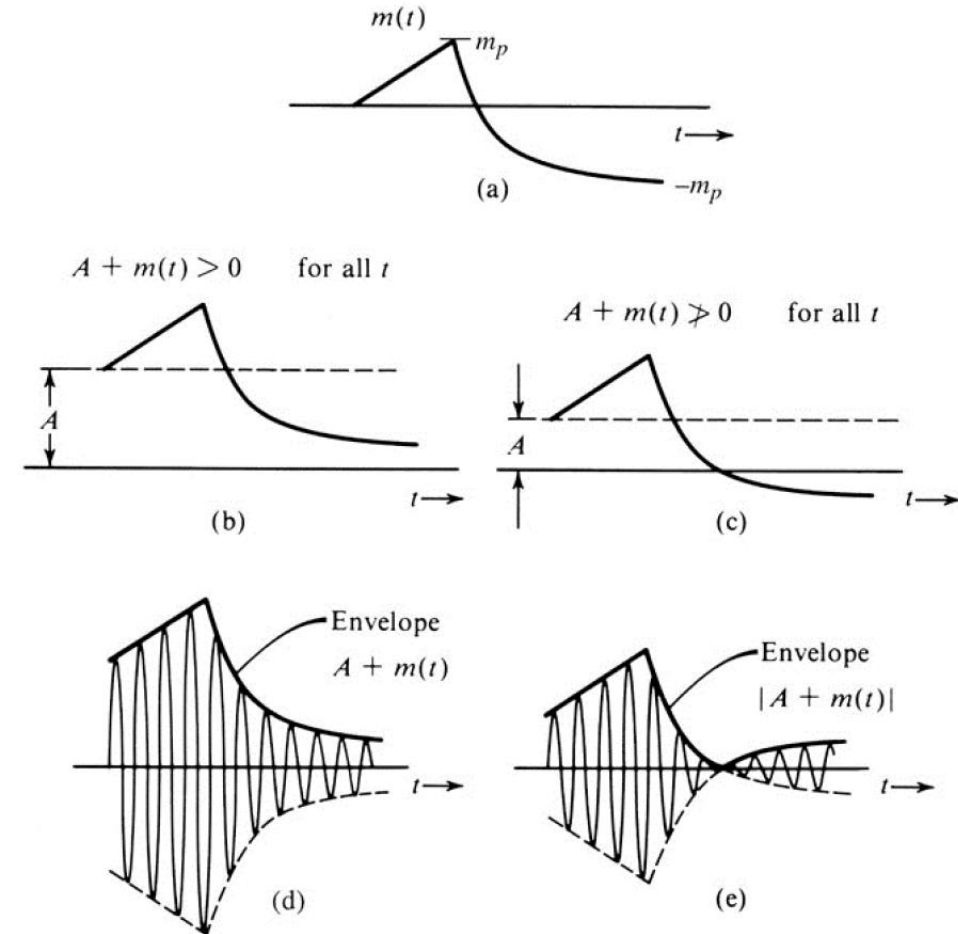 m(t)
m_p
t
−m_p
(a)
A + m(t) > 0 for all t
A
t
(b)
A + m(t) ≯ 0 for all t
A
t
(c)
Envelope
A + m(t)
t
(d)
Envelope
|A + m(t)|
t
(e)